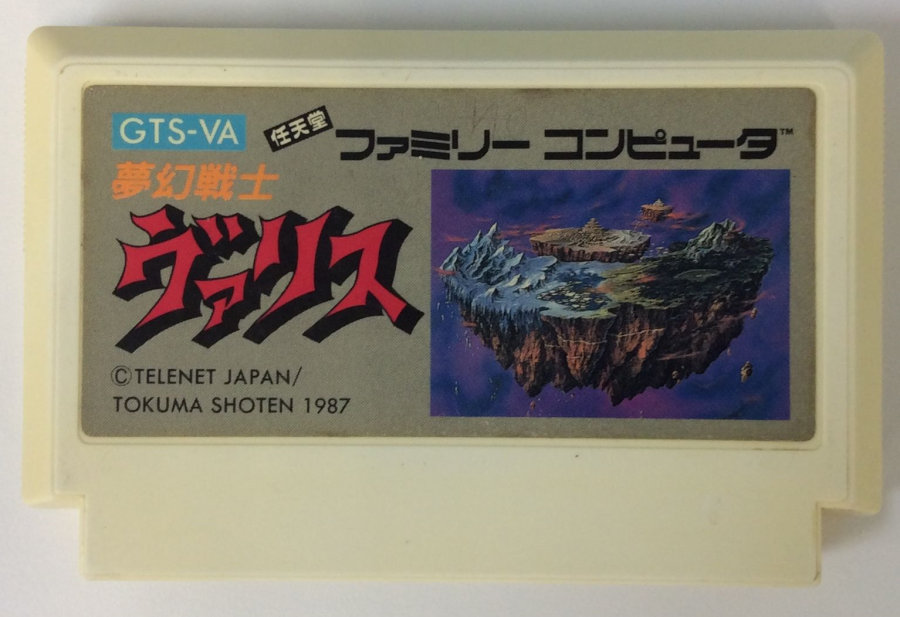 GTS-VA
任天堂
ファミリー コンピュータ™
夢幻戦士
ヴァリス
©TELENET JAPAN/
TOKUMA SHOTEN 1987